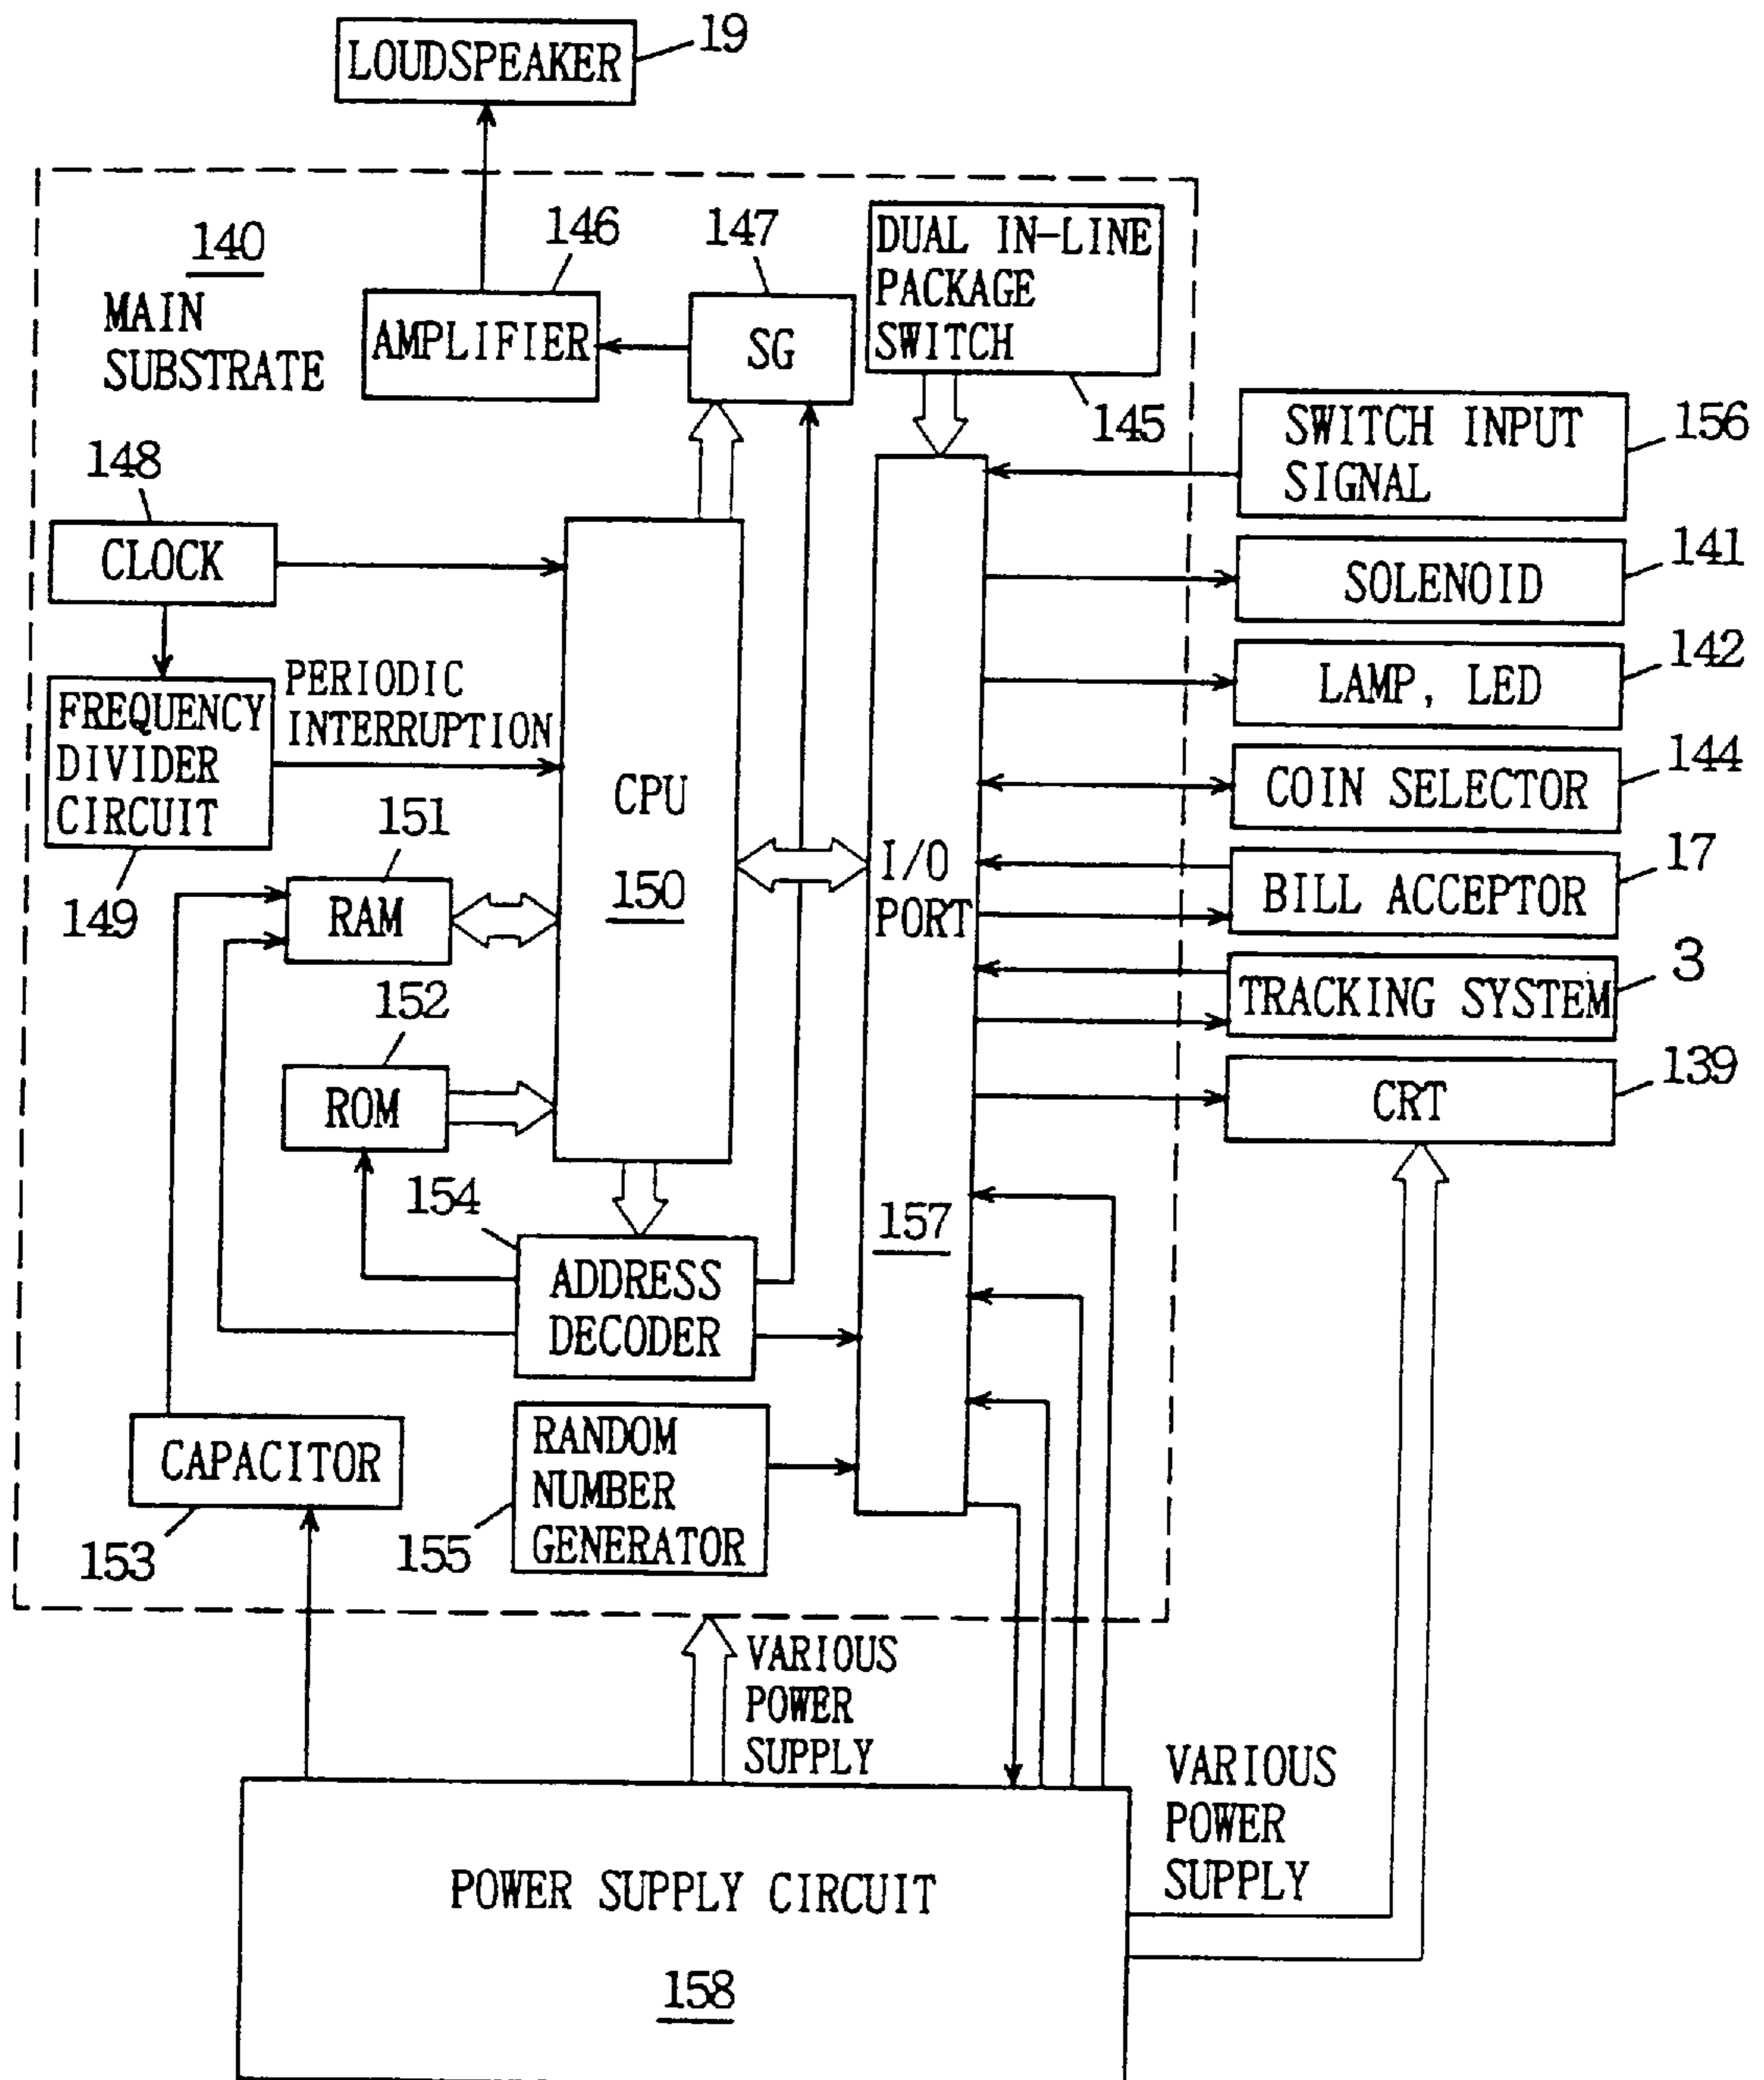 LOUDSPEAKER
19
140
MAIN
SUBSTRATE
146
AMPLIFIER
147
SG
DUAL IN-LINE
PACKAGE
SWITCH
145
148
CLOCK
FREQUENCY
DIVIDER
CIRCUIT
149
PERIODIC
INTERRUPTION
CPU
150
151
RAM
152
ROM
154
ADDRESS
DECODER
CAPACITOR
153
RANDOM
NUMBER
GENERATOR
155
I/O
PORT
157
SWITCH INPUT
SIGNAL
156
SOLENOID
141
LAMP, LED
142
COIN SELECTOR
144
BILL ACCEPTOR
17
TRACKING SYSTEM
3
CRT
139
VARIOUS
POWER
SUPPLY
VARIOUS
POWER
SUPPLY
POWER SUPPLY CIRCUIT
158